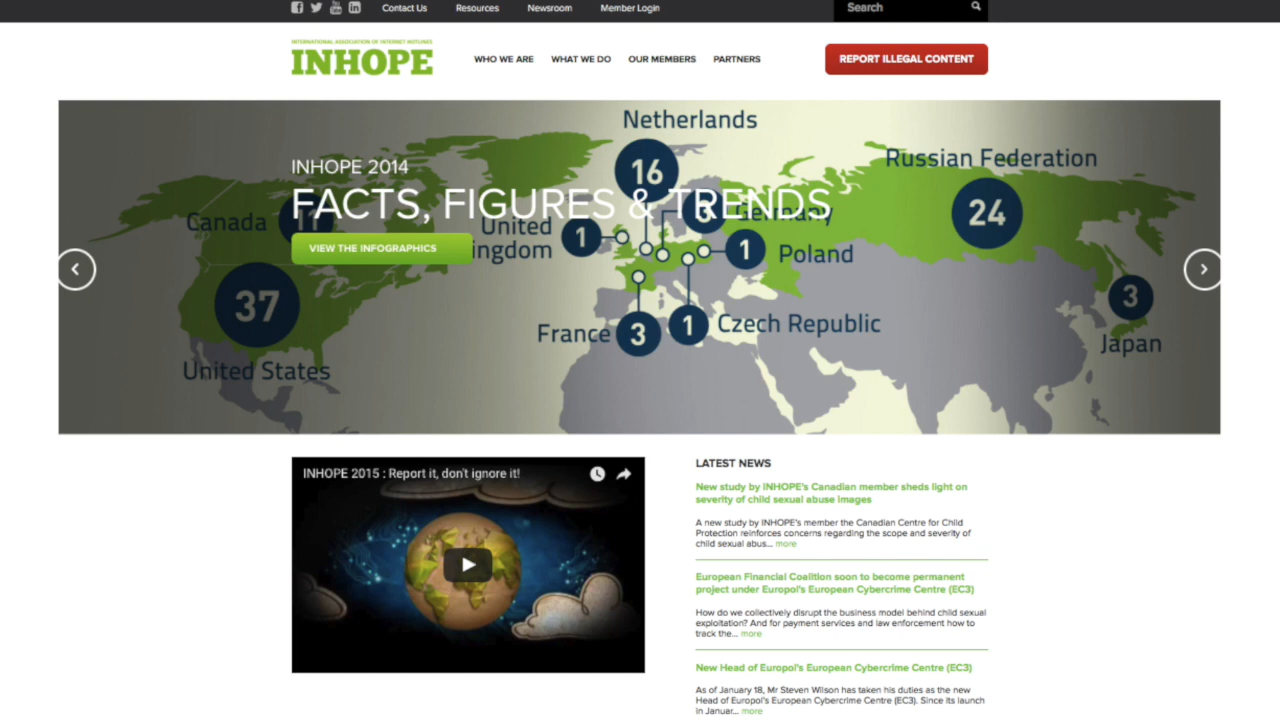 Contact Us
Resources
Newsroom
Member Login
Search
INTERNATIONAL ASSOCIATION OF INTERNET HOTLINES
INHOPE
WHO WE ARE
WHAT WE DO
OUR MEMBERS
PARTNERS
REPORT ILLEGAL CONTENT
Netherlands
16
Russian Federation
24
INHOPE 2014
FACTS, FIGURES & TRENDS
Canada
United
ingdom
1
Germany
1
Poland
VIEW THE INFOGRAPHICS
37
United States
France
3
1
Czech Republic
3
Japan
INHOPE 2015 : Report it, don't ignore it!
LATEST NEWS
New study by INHOPE's Canadian member sheds light on
severity of child sexual abuse images
A new study by INHOPE's member the Canadian Centre for Child
Protection reinforces concerns regarding the scope and severity of
child sexual abus... more
European Financial Coalition soon to become permanent
project under Europol's European Cybercrime Centre (EC3)
How do we collectively disrupt the business model behind child sexual
exploitation? And for payment services and law enforcement how to
track the... more
New Head of Europol's European Cybercrime Centre (EC3)
As of January 18, Mr Steven Wilson has taken his duties as the new
Head of Europol's European Cybercrime Centre (EC3). Since its launch
in Januar... more